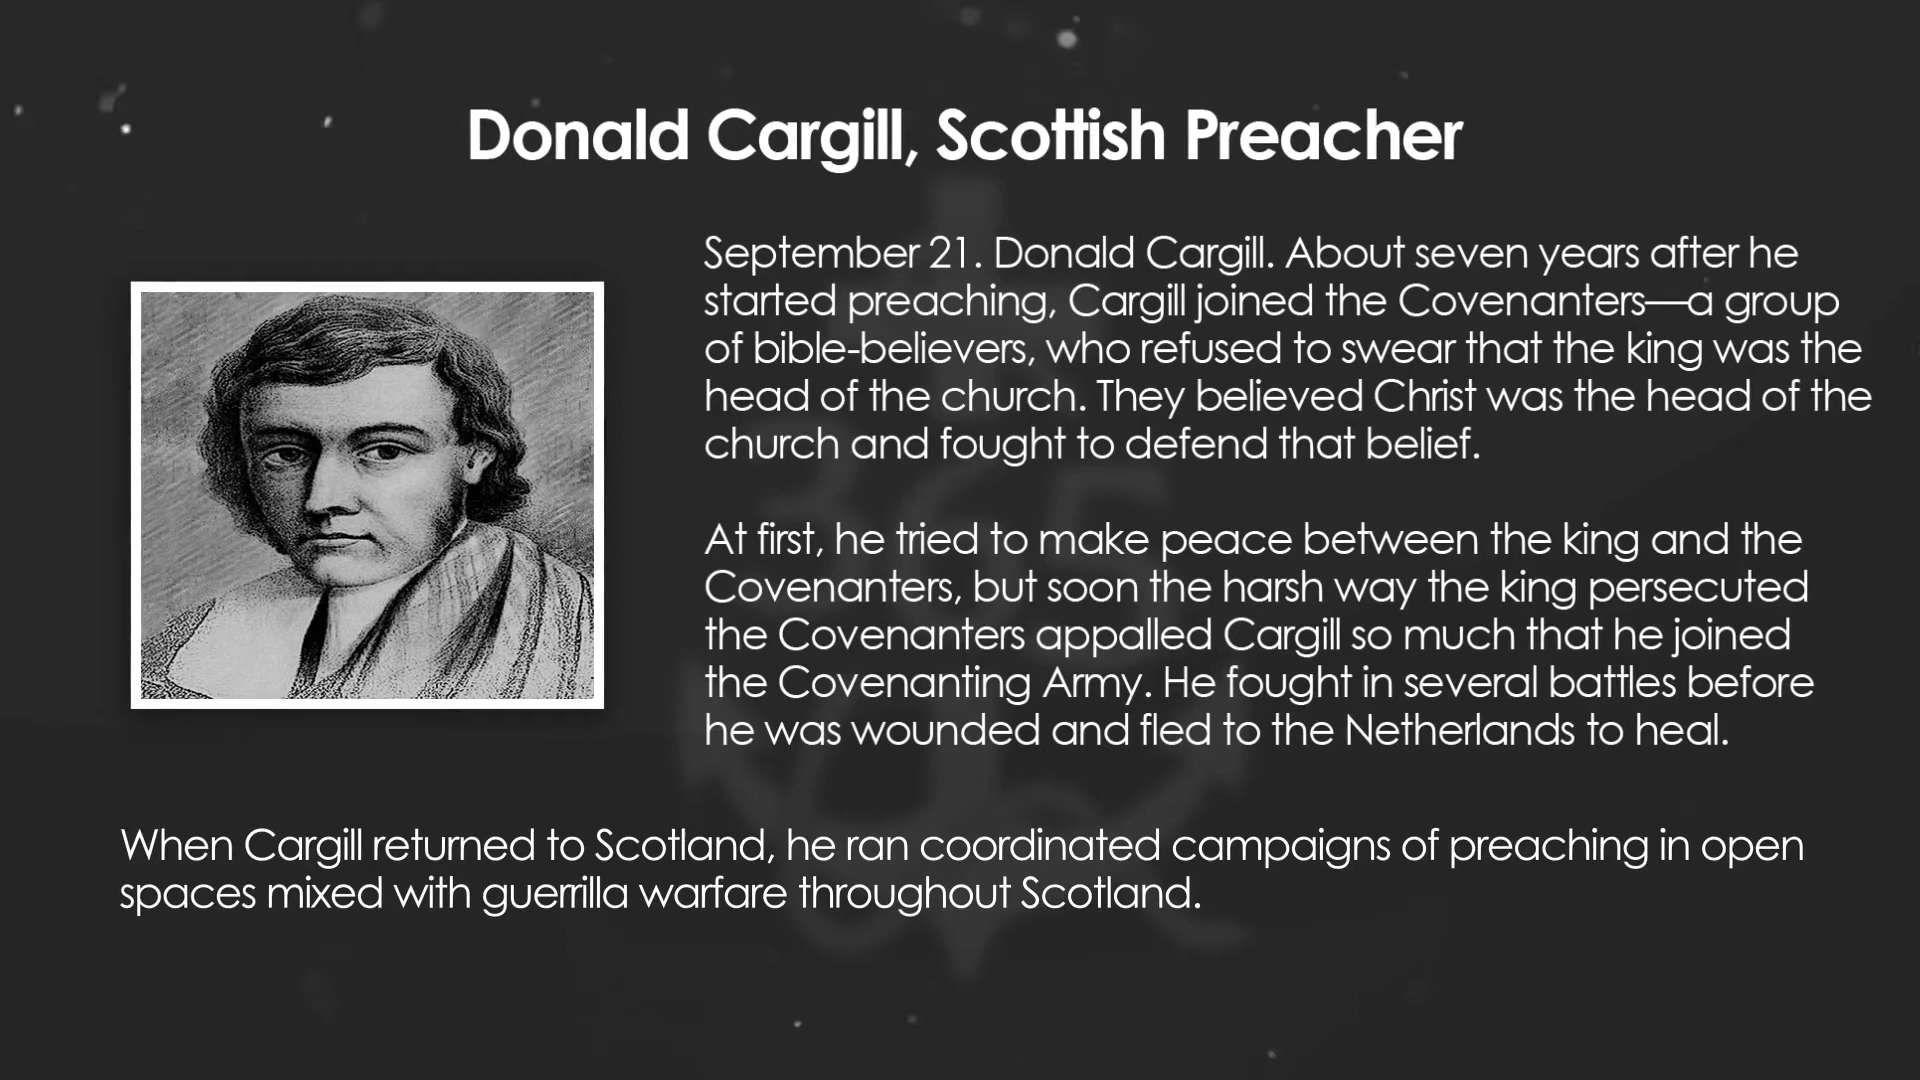 Donald Cargill, Scottish Preacher
September 21. Donald Cargill. About seven years after he
started preaching, Cargill joined the Covenanters—a group
of bible-believers, who refused to swear that the king was the
head of the church. They believed Christ was the head of the
church and fought to defend that belief.
At first, he tried to make peace between the king and the
Covenanters, but soon the harsh way the king persecuted
the Covenanters appalled Cargill so much that he joined
the Covenanting Army. He fought in several battles before
he was wounded and fled to the Netherlands to heal.
When Cargill returned to Scotland, he ran coordinated campaigns of preaching in open
spaces mixed with guerrilla warfare throughout Scotland.
365